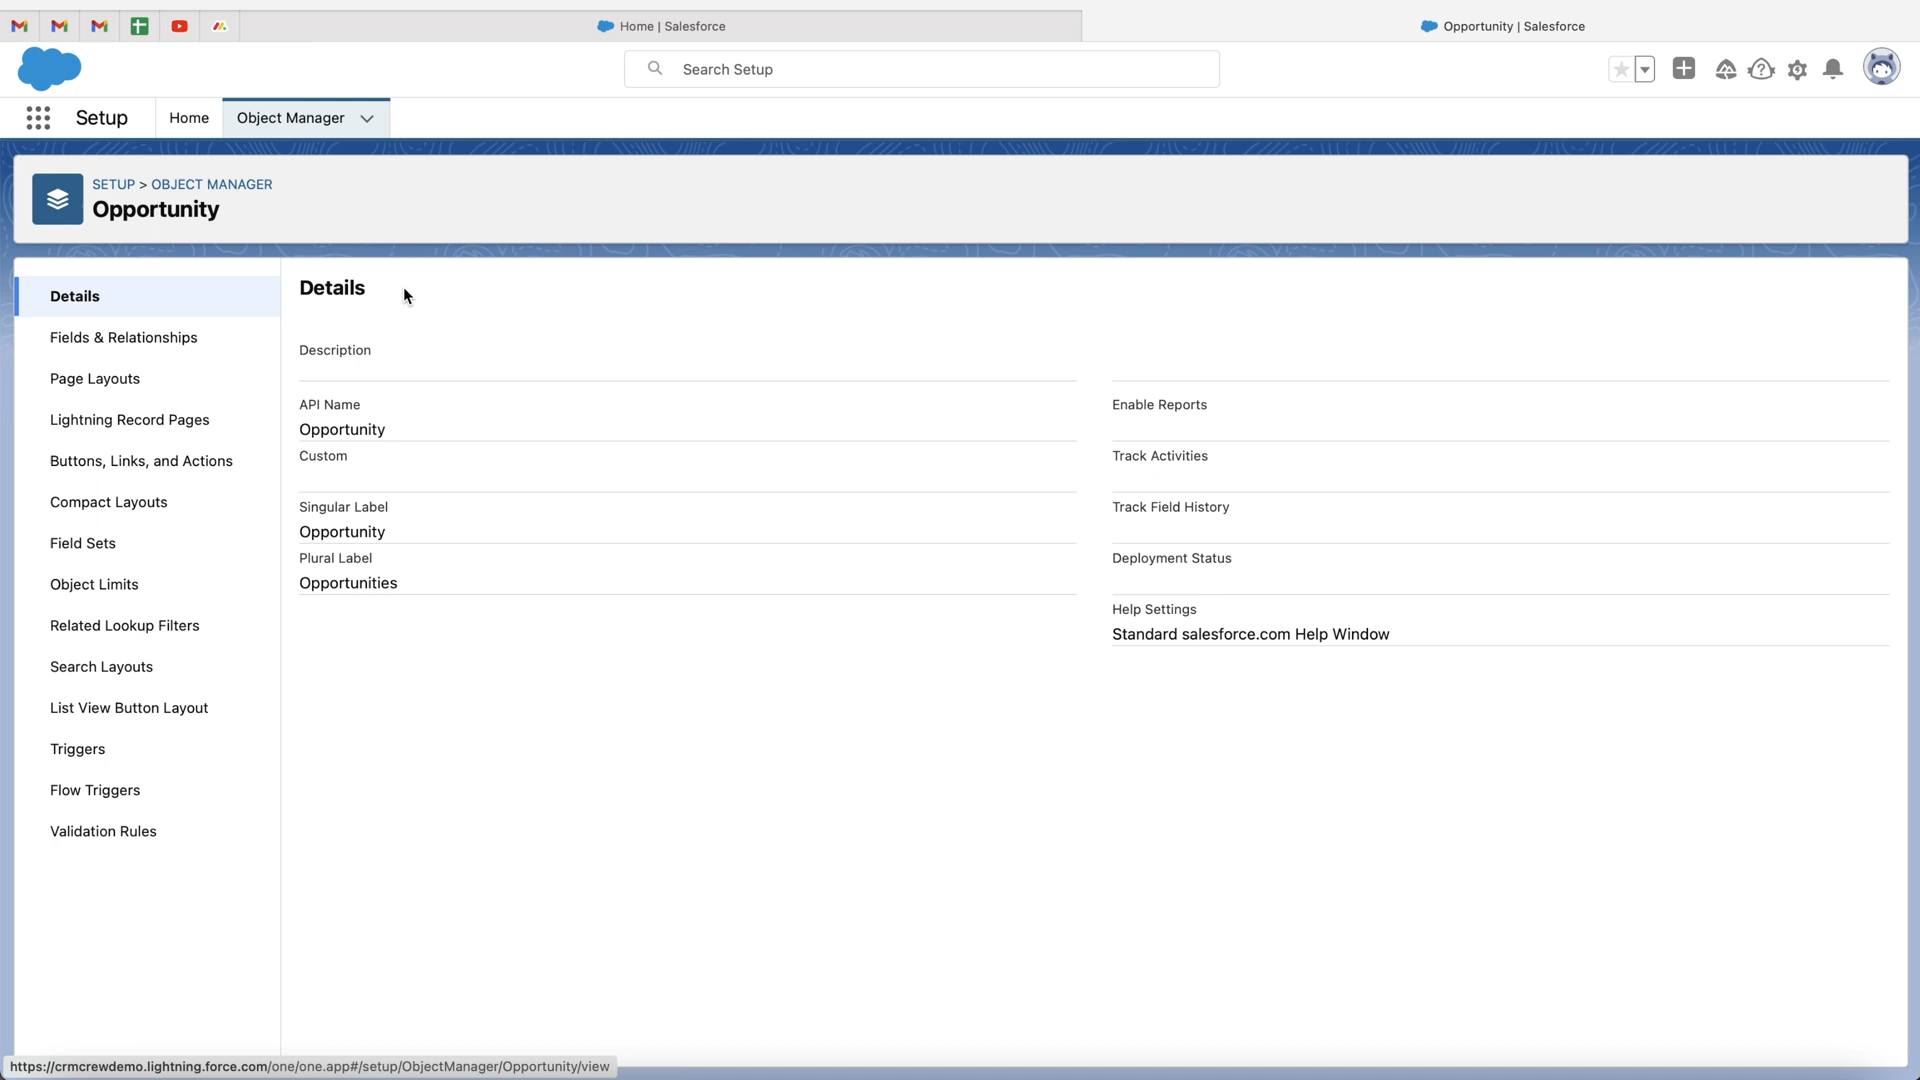 Home | Salesforce
Opportunity | Salesforce
Search Setup
Setup
Home
Object Manager
SETUP > OBJECT MANAGER
Opportunity
Details
Fields & Relationships
Page Layouts
Lightning Record Pages
Buttons, Links, and Actions
Compact Layouts
Field Sets
Object Limits
Related Lookup Filters
Search Layouts
List View Button Layout
Triggers
Flow Triggers
Validation Rules
Details
Description
API Name
Opportunity
Custom
Singular Label
Opportunity
Plural Label
Opportunities
Enable Reports
Track Activities
Track Field History
Deployment Status
Help Settings
Standard salesforce.com Help Window
https://crmcrewdemo.lightning.force.com/one/one.app#/setup/ObjectManager/Opportunity/view